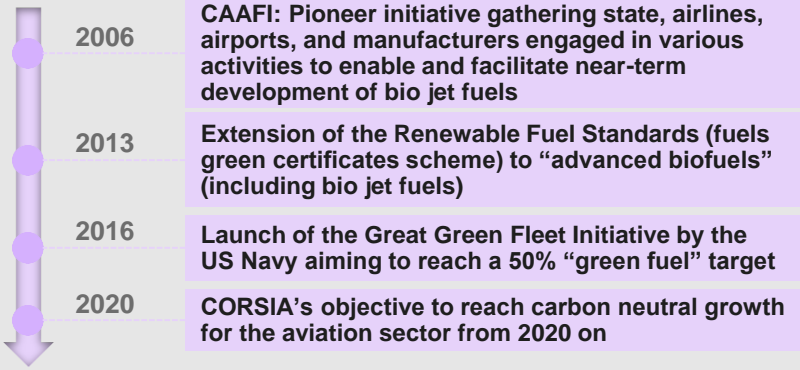 2006
CAAFI: Pioneer initiative gathering state, airlines,
airports, and manufacturers engaged in various
activities to enable and facilitate near-term
development of bio jet fuels
2013
Extension of the Renewable Fuel Standards (fuels
green certificates scheme) to “advanced biofuels”
(including bio jet fuels)
2016
Launch of the Great Green Fleet Initiative by the
US Navy aiming to reach a 50% “green fuel” target
2020
CORSIA’s objective to reach carbon neutral growth
for the aviation sector from 2020 on